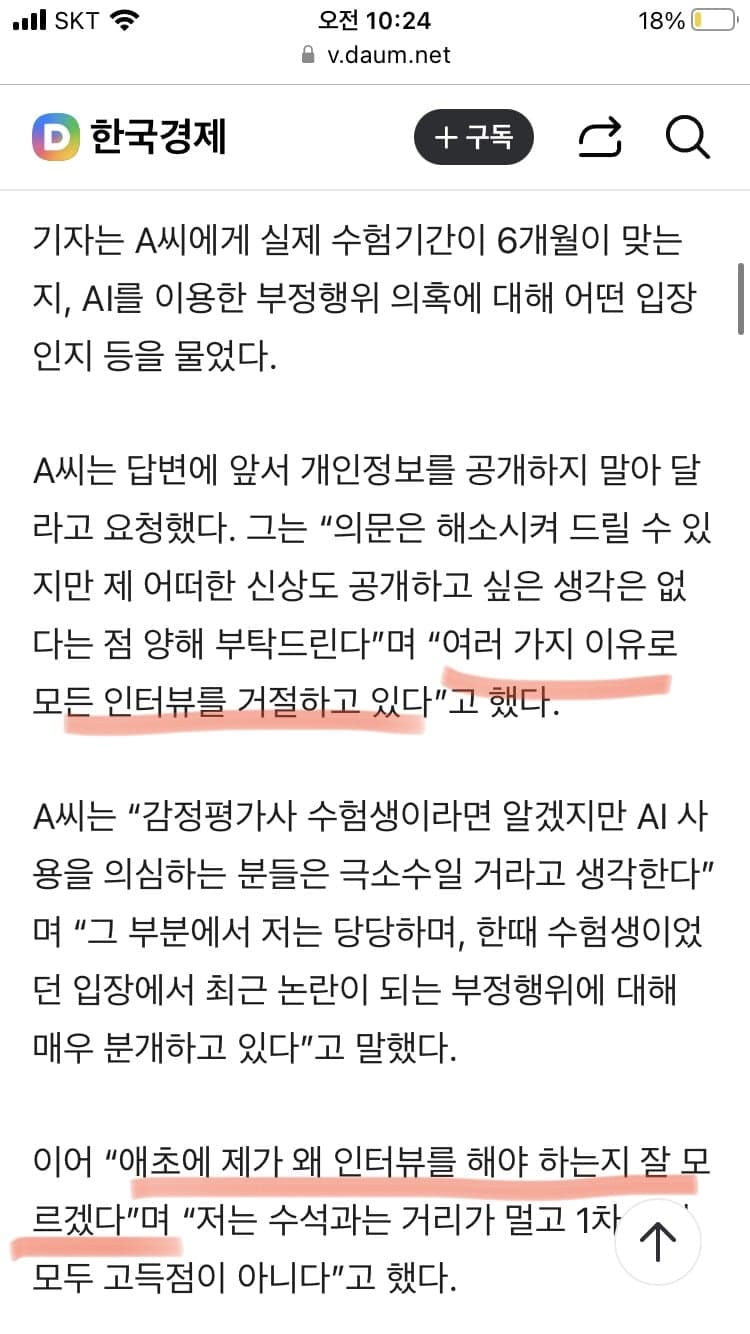 SKT 오전 10:24 18%
v.daum.net
D 한국경제 + 구독
기자는 A씨에게 실제 수험기간이 6개월이 맞는
지, AI를 이용한 부정행위 의혹에 대해 어떤 입장
인지 등을 물었다.
A씨는 답변에 앞서 개인정보를 공개하지 말아 달
라고 요청했다. 그는 “의문은 해소시켜 드릴 수 있
지만 제 어떠한 신상도 공개하고 싶은 생각은 없
다는 점 양해 부탁드린다”며 “여러 가지 이유로
모든 인터뷰를 거절하고 있다”고 했다.
A씨는 “감정평가사 수험생이라면 알겠지만 AI 사
용을 의심하는 분들은 극소수일 거라고 생각한다”
며 “그 부분에서 저는 당당하며, 한때 수험생이었
던 입장에서 최근 논란이 되는 부정행위에 대해
매우 분개하고 있다”고 말했다.
이어 “애초에 제가 왜 인터뷰를 해야 하는지 잘 모
르겠다”며 “저는 수석과는 거리가 멀고 1차
모두 고득점이 아니다”고 했다.